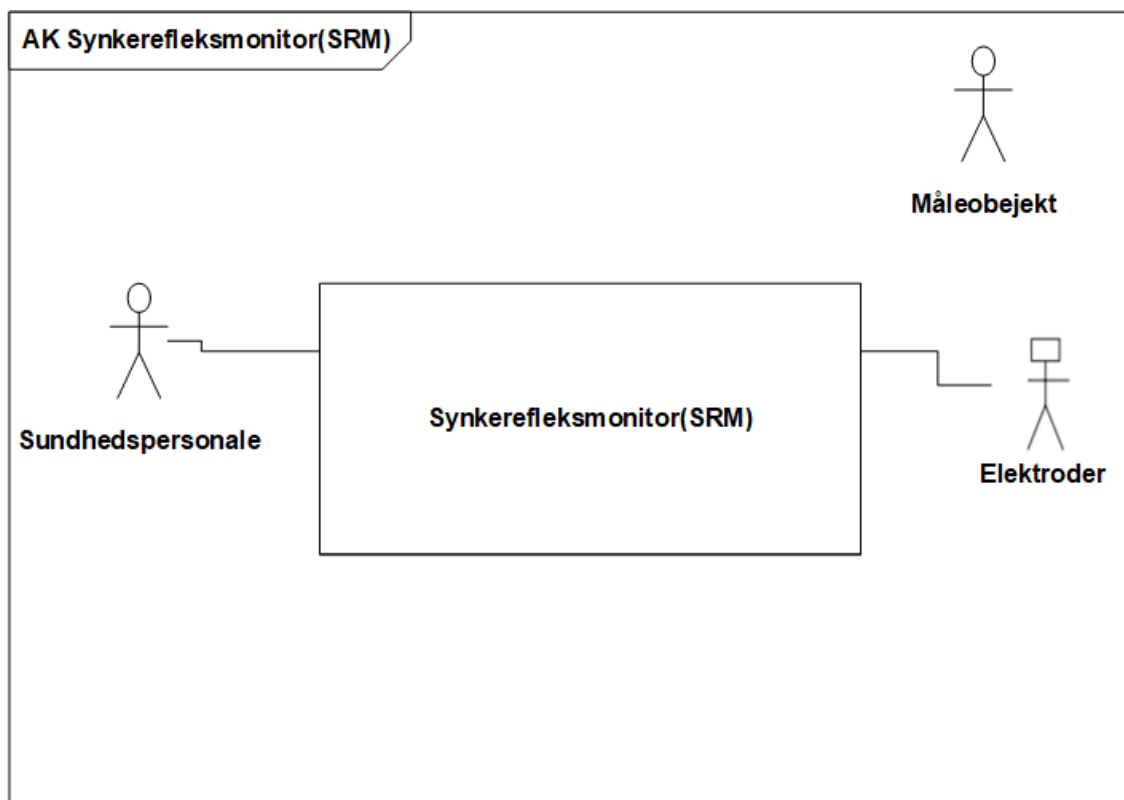 AK Synkerefleksmonitor(SRM)
Måleobejekt
Sundhedspersonale
Synkerefleksmonitor(SRM)
Elektroder